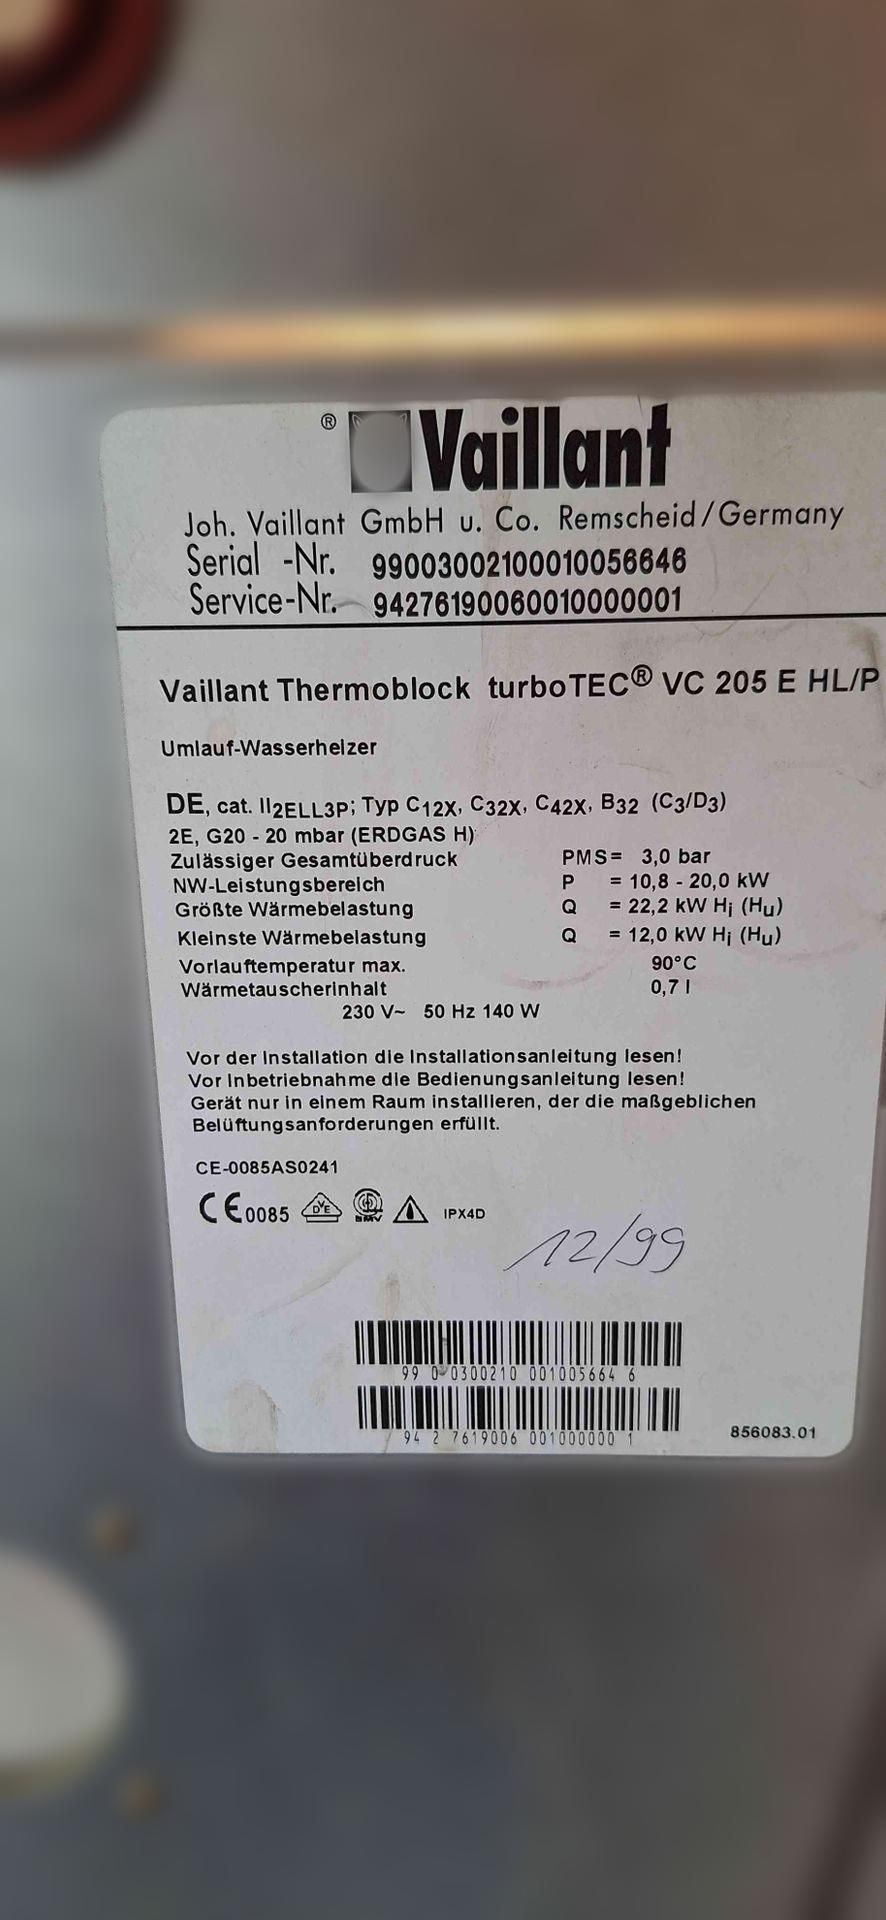 ® Vaillant
Joh. Vaillant GmbH u. Co. Remscheid/Germany
Serial -Nr. 99003002100010056646
Service-Nr. 94276190060010000001
Vaillant Thermoblock turboTEC® VC 205 E HL/P
Umlauf-Wasserheizer
DE, cat. II2ELL3P; Typ C12X, C32X, C42X, B32 (C3/D3)
2E, G20 - 20 mbar (ERDGAS H)
Zulässiger Gesamtüberdruck PMS= 3,0 bar
NW-Leistungsbereich P = 10,8 - 20,0 kW
Größte Wärmebelastung Q = 22,2 kW Hi (Hu)
Kleinste Wärmebelastung Q = 12,0 kW Hi (Hu)
Vorlauftemperatur max. 90°C
Wärmetauscherinhalt 0,7 l
230 V~ 50 Hz 140 W
Vor der Installation die Installationsanleitung lesen!
Vor Inbetriebnahme die Bedienungsanleitung lesen!
Gerät nur in einem Raum installieren, der die maßgeblichen
Belüftungsanforderungen erfüllt.
CE-0085AS0241
CE 0085 DVE IPX4D
12/99
99 0 0300210 001005664 6
94 2 7619006 001000000 1
856083.01